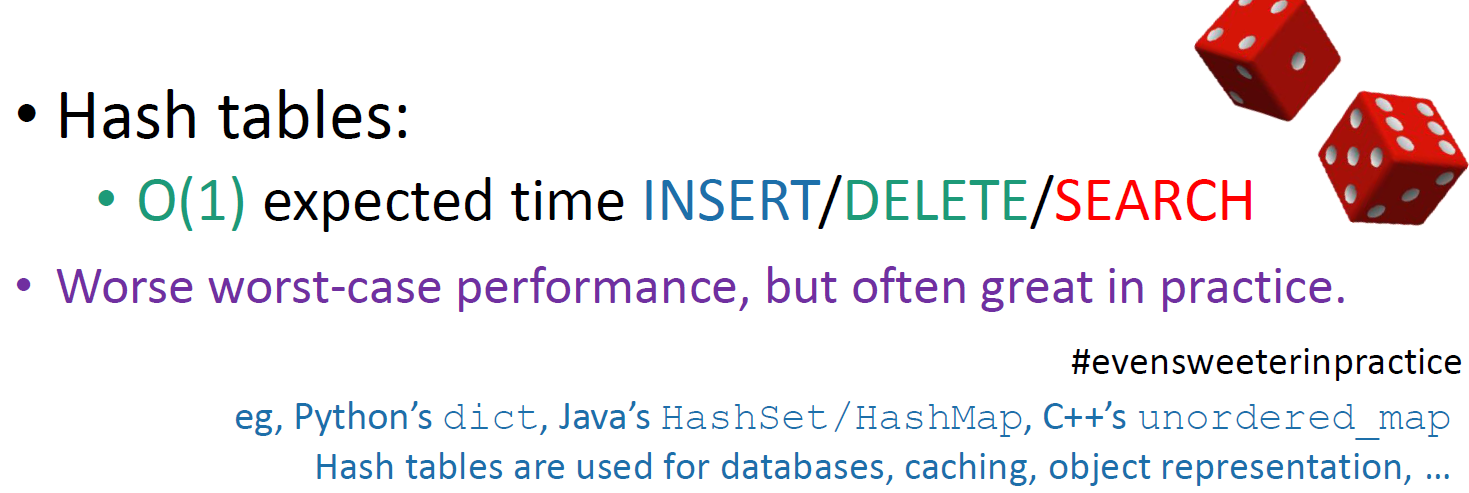 • Hash tables:
• O(1) expected time INSERT/DELETE/SEARCH
• Worse worst-case performance, but often great in practice.
#evensweeterinpractice
eg, Python’s dict, Java’s HashSet/HashMap, C++’s unordered_map
Hash tables are used for databases, caching, object representation, …